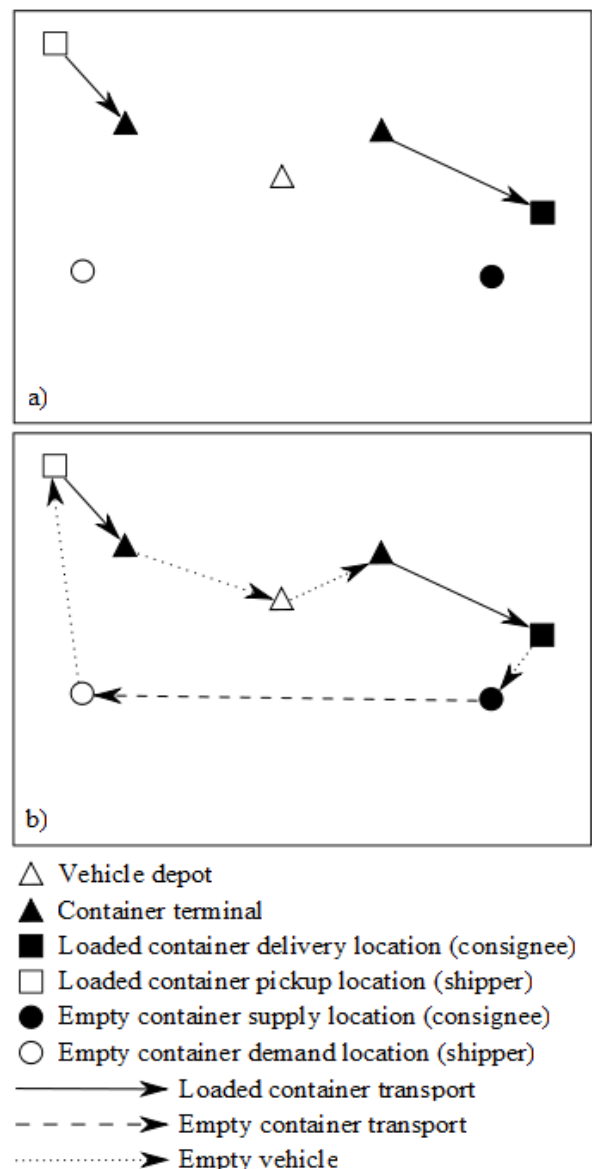 a)
b)
Vehicle depot
Container terminal
Loaded container delivery location (consignee)
Loaded container pickup location (shipper)
Empty container supply location (consignee)
Empty container demand location (shipper)
Loaded container transport
Empty container transport
Empty vehicle